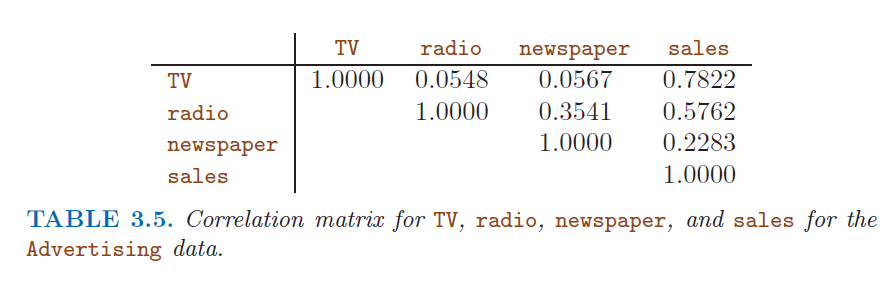 TV radio newspaper sales
TV 1.0000 0.0548 0.0567 0.7822
radio 1.0000 0.3541 0.5762
newspaper 1.0000 0.2283
sales 1.0000
TABLE 3.5. Correlation matrix for TV, radio, newspaper, and sales for the
Advertising data.